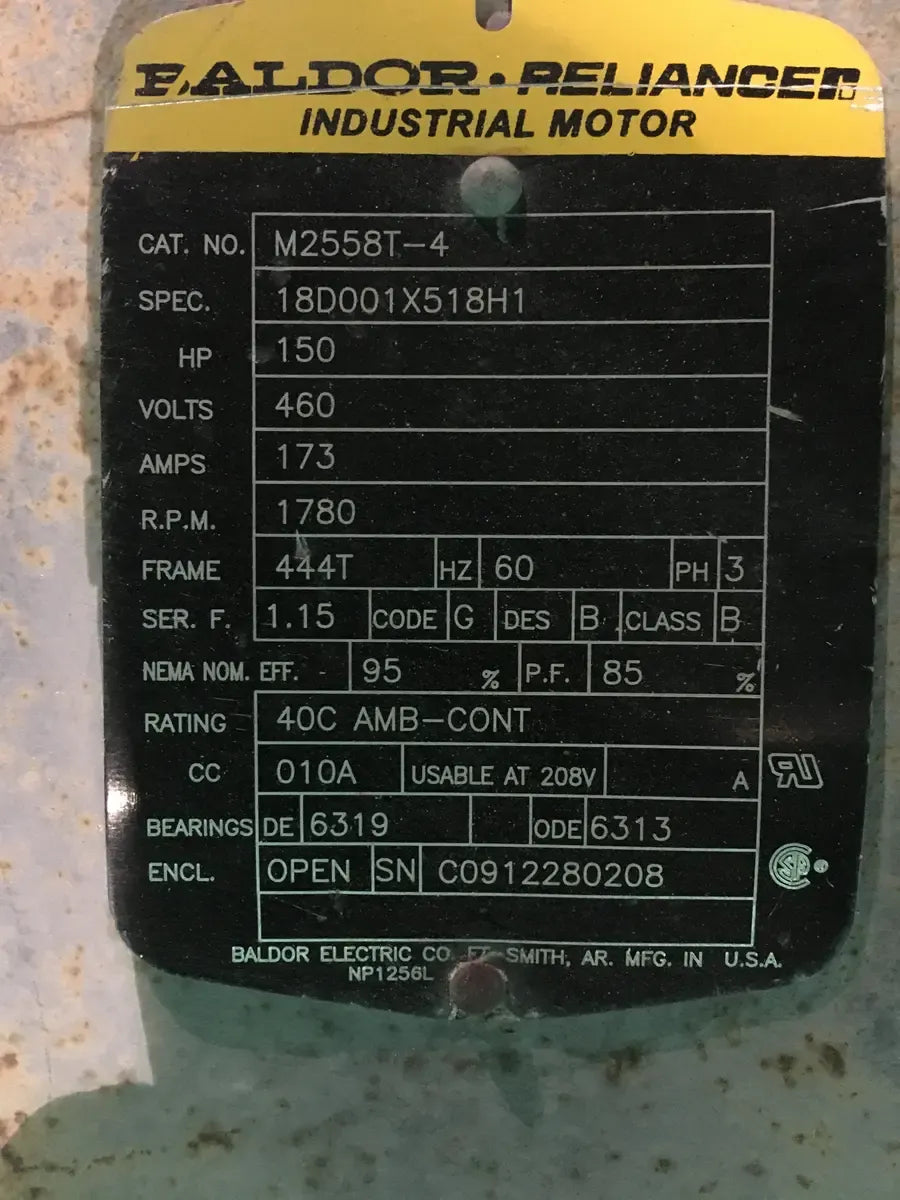 BALDOR • RELIANCER
INDUSTRIAL MOTOR
CAT. NO. M2558T-4
SPEC. 18D001X518H1
HP 150
VOLTS 460
AMPS 173
R.P.M. 1780
FRAME 444T HZ 60 PH 3
SER. F. 1.15 CODE G DES B CLASS B
NEMA NOM. EFF. 95 % P.F. 85 %
RATING 40C AMB-CONT
CC 010A USABLE AT 208V A
BEARINGS DE 6319 ODE 6313
ENCL. OPEN SN C0912280208
BALDOR ELECTRIC CO. FT. SMITH, AR. MFG. IN U.S.A.
NP1256L